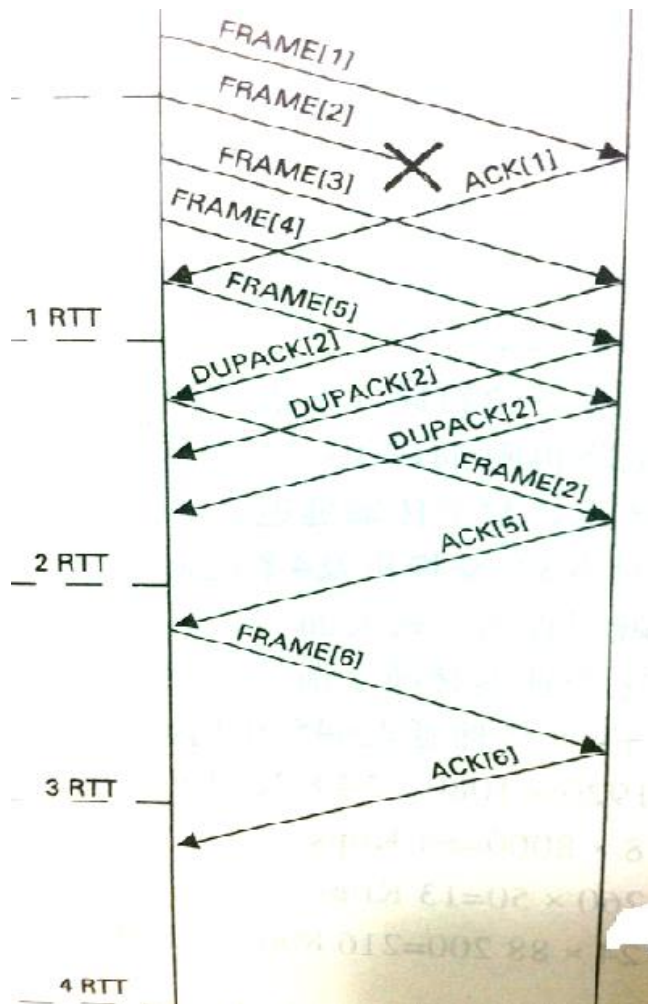 FRAME[1]
FRAME[2]
FRAME[3]
ACK[1]
FRAME[4]
FRAME[5]
1 RTT
DUPACK[2]
DUPACK[2]
DUPACK[2]
FRAME[2]
ACK[5]
2 RTT
FRAME[6]
ACK[6]
3 RTT
4 RTT